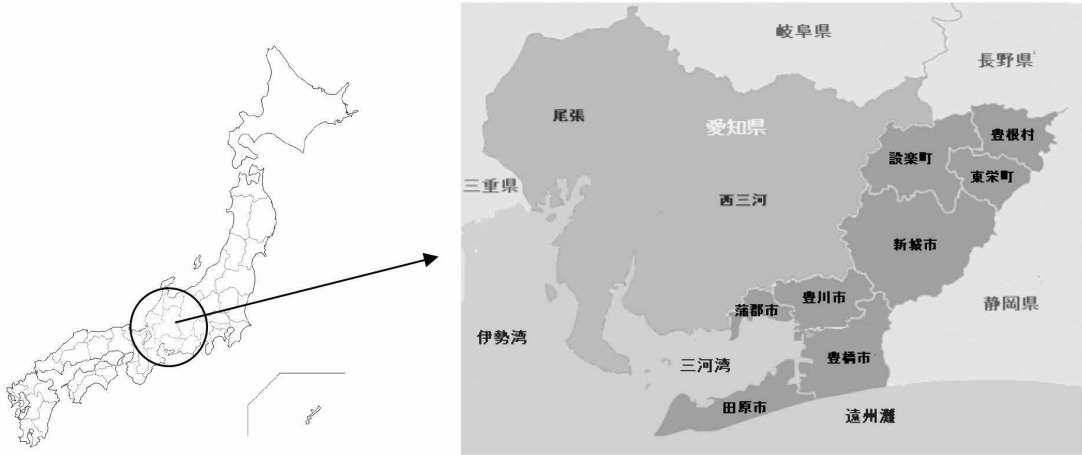 岐阜県
長野県
尾張
愛知県
豊根村
設楽町
東栄町
三重県
西三河
新城市
豊川市
蒲郡市
静岡県
伊勢湾
三河湾
豊橋市
田原市
遠州灘